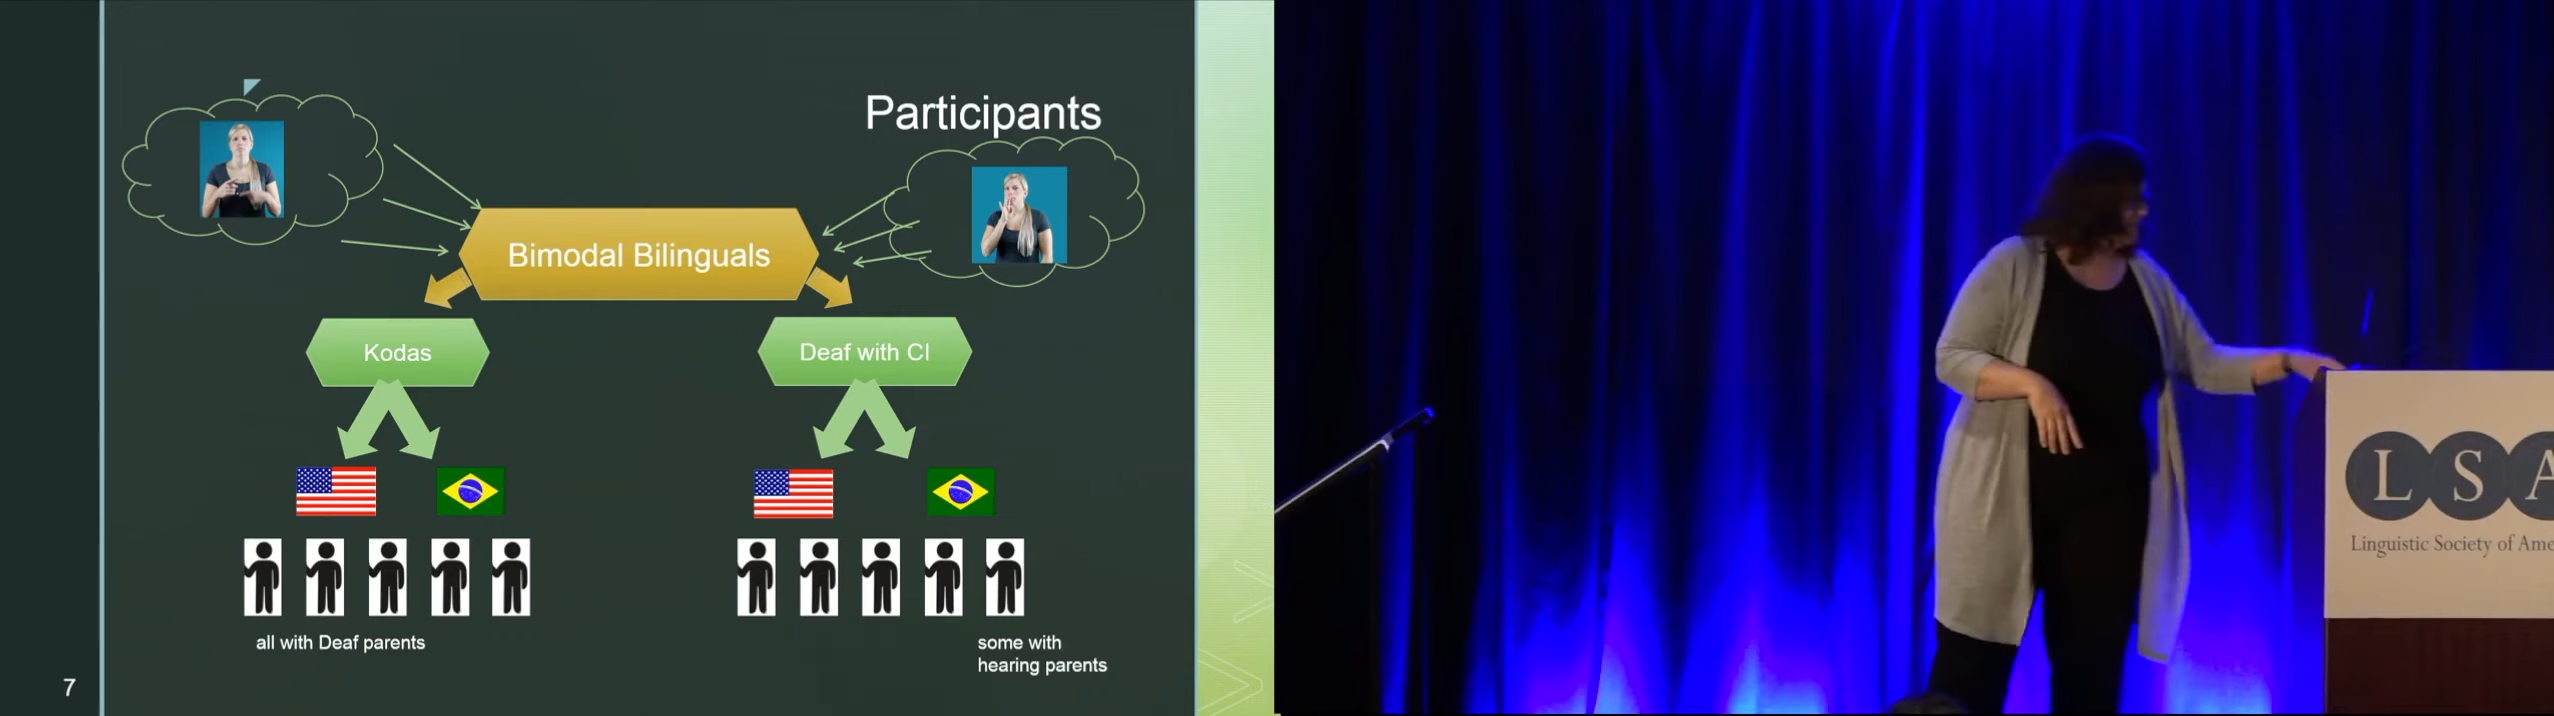 Participants
Bimodal Bilinguals
Kodas
Deaf with CI
all with Deaf parents
some with
hearing parents
7
LSA
Linguistic Society of Ame